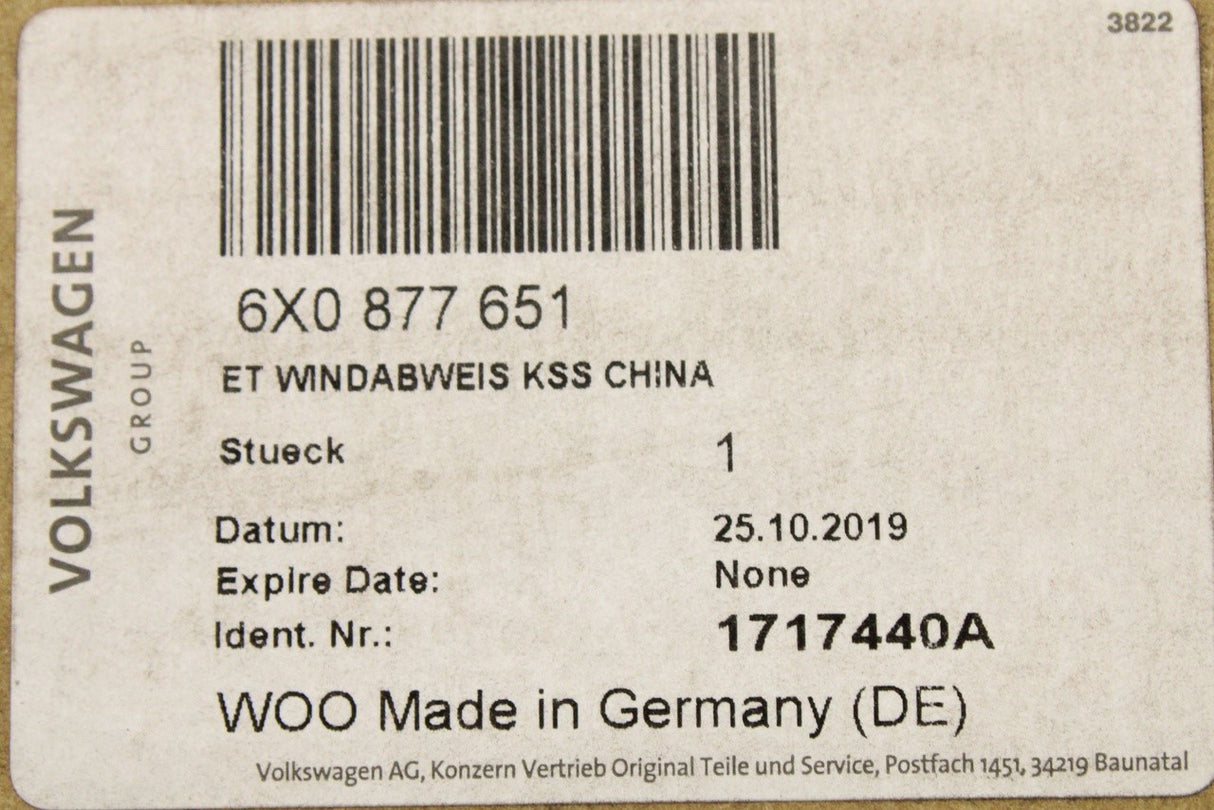 3822
VOLKSWAGEN
GROUP
6X0 877 651
ET WINDABWEIS KSS CHINA
Stueck 1
Datum: 25.10.2019
Expire Date: None
Ident. Nr.: 1717440A
WOO Made in Germany (DE)
Volkswagen AG, Konzern Vertrieb Original Teile und Service, Postfach 1451, 34219 Baunatal